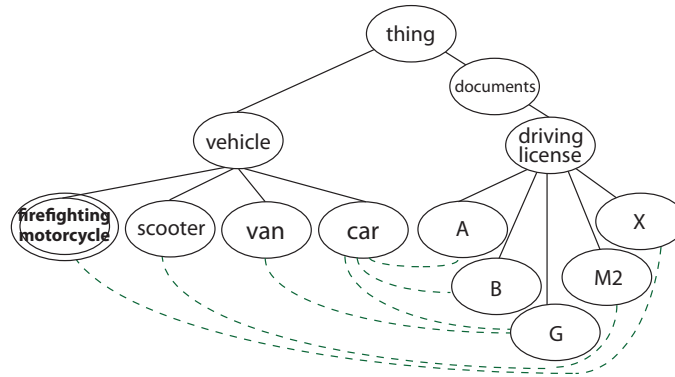 thing
documents
vehicle
driving
license
firefighting
motorcycle
scooter
van
car
A
X
B
M2
G